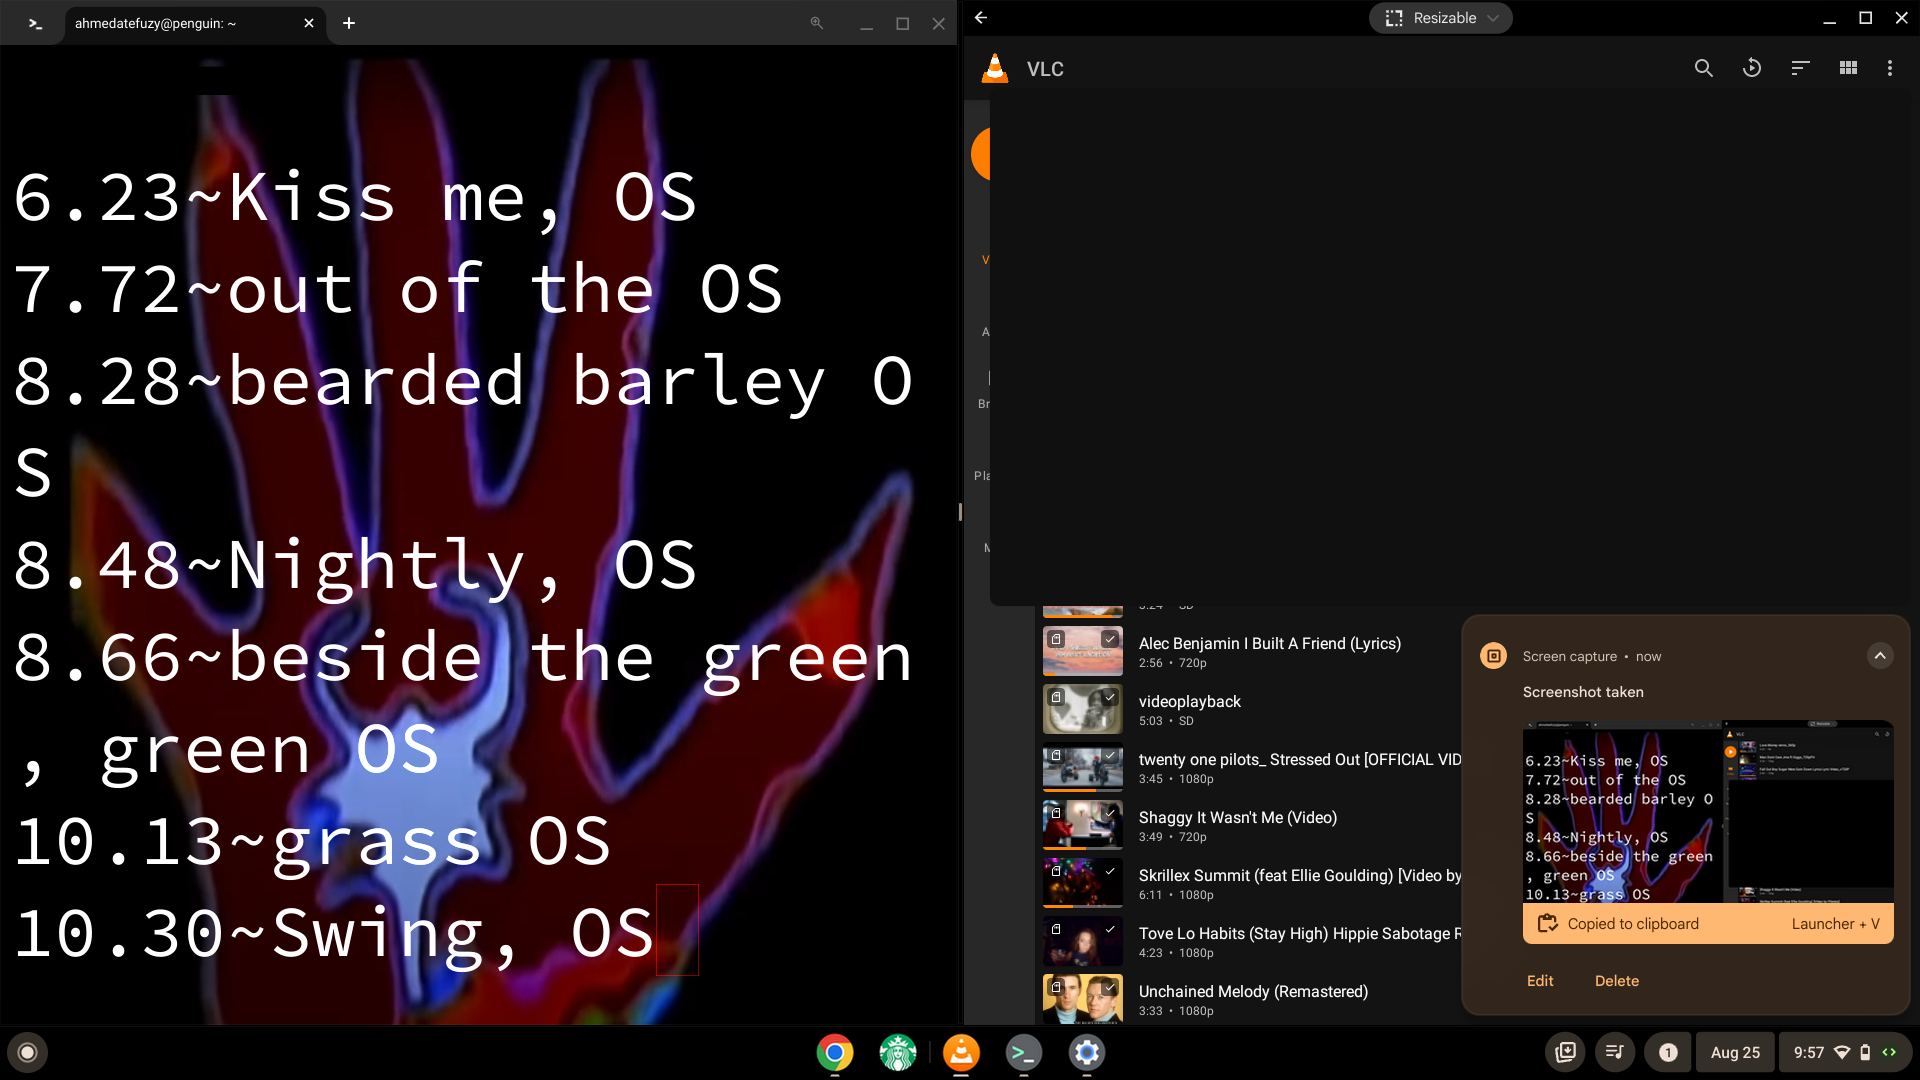 ahmedatefuzy@penguin: ~
6.23~Kiss me, OS
7.72~out of the OS
8.28~bearded barley O
S
8.48~Nightly, OS
8.66~beside the green
, green OS
10.13~grass OS
10.30~Swing, OS
Resizable
VLC
V
A
Br
Pla
M
Alec Benjamin I Built A Friend (Lyrics)
2:56 • 720p
videoplayback
5:03 • SD
twenty one pilots_ Stressed Out [OFFICIAL VID
3:45 • 1080p
Shaggy It Wasn't Me (Video)
3:49 • 720p
Skrillex Summit (feat Ellie Goulding) [Video by
6:11 • 1080p
Tove Lo Habits (Stay High) Hippie Sabotage R
4:23 • 1080p
Unchained Melody (Remastered)
3:33 • 1080p
Screen capture • now
Screenshot taken
6.23~Kiss me, OS
7.72~out of the OS
8.28~bearded barley O
S
8.48~Nightly, OS
8.66~beside the green
, green OS
10.13~grass OS
Copied to clipboard
Launcher + V
Edit
Delete
1
Aug 25
9:57